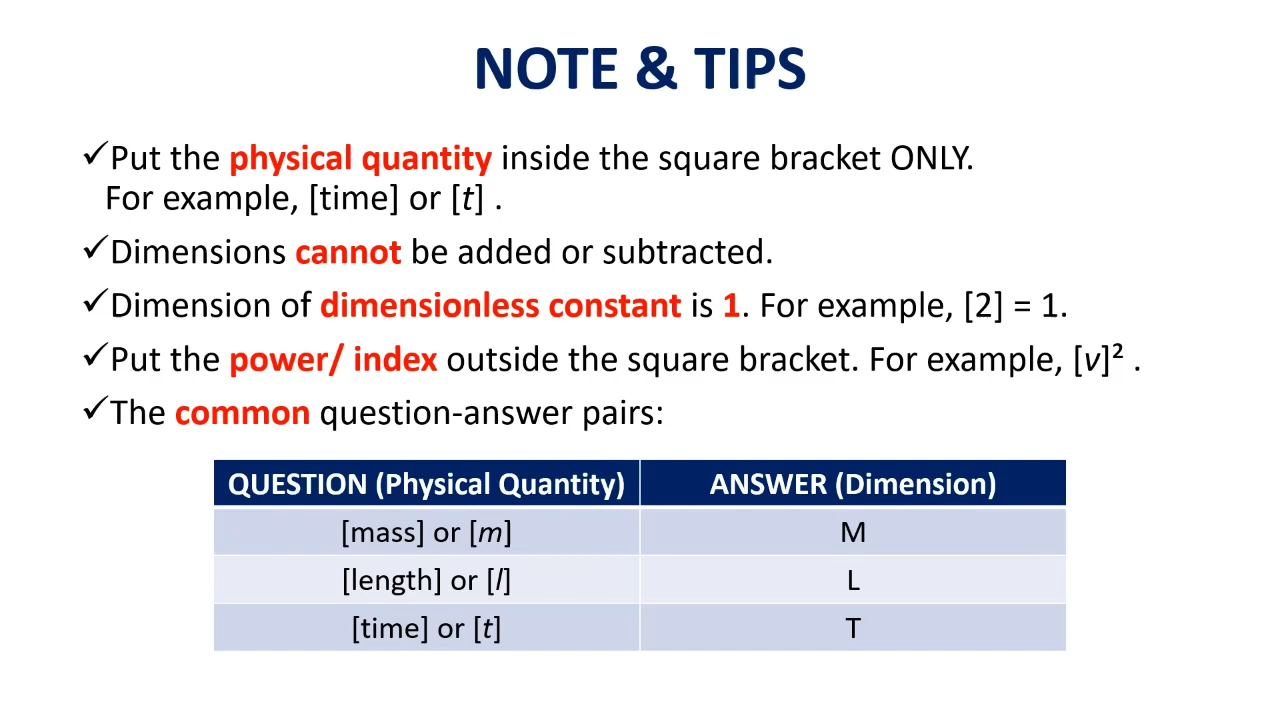 NOTE & TIPS
✓Put the physical quantity inside the square bracket ONLY.
For example, [time] or [t] .
✓Dimensions cannot be added or subtracted.
✓Dimension of dimensionless constant is 1. For example, [2] = 1.
✓Put the power/ index outside the square bracket. For example, [v]² .
✓The common question-answer pairs:
QUESTION (Physical Quantity) ANSWER (Dimension)
[mass] or [m] M
[length] or [l] L
[time] or [t] T